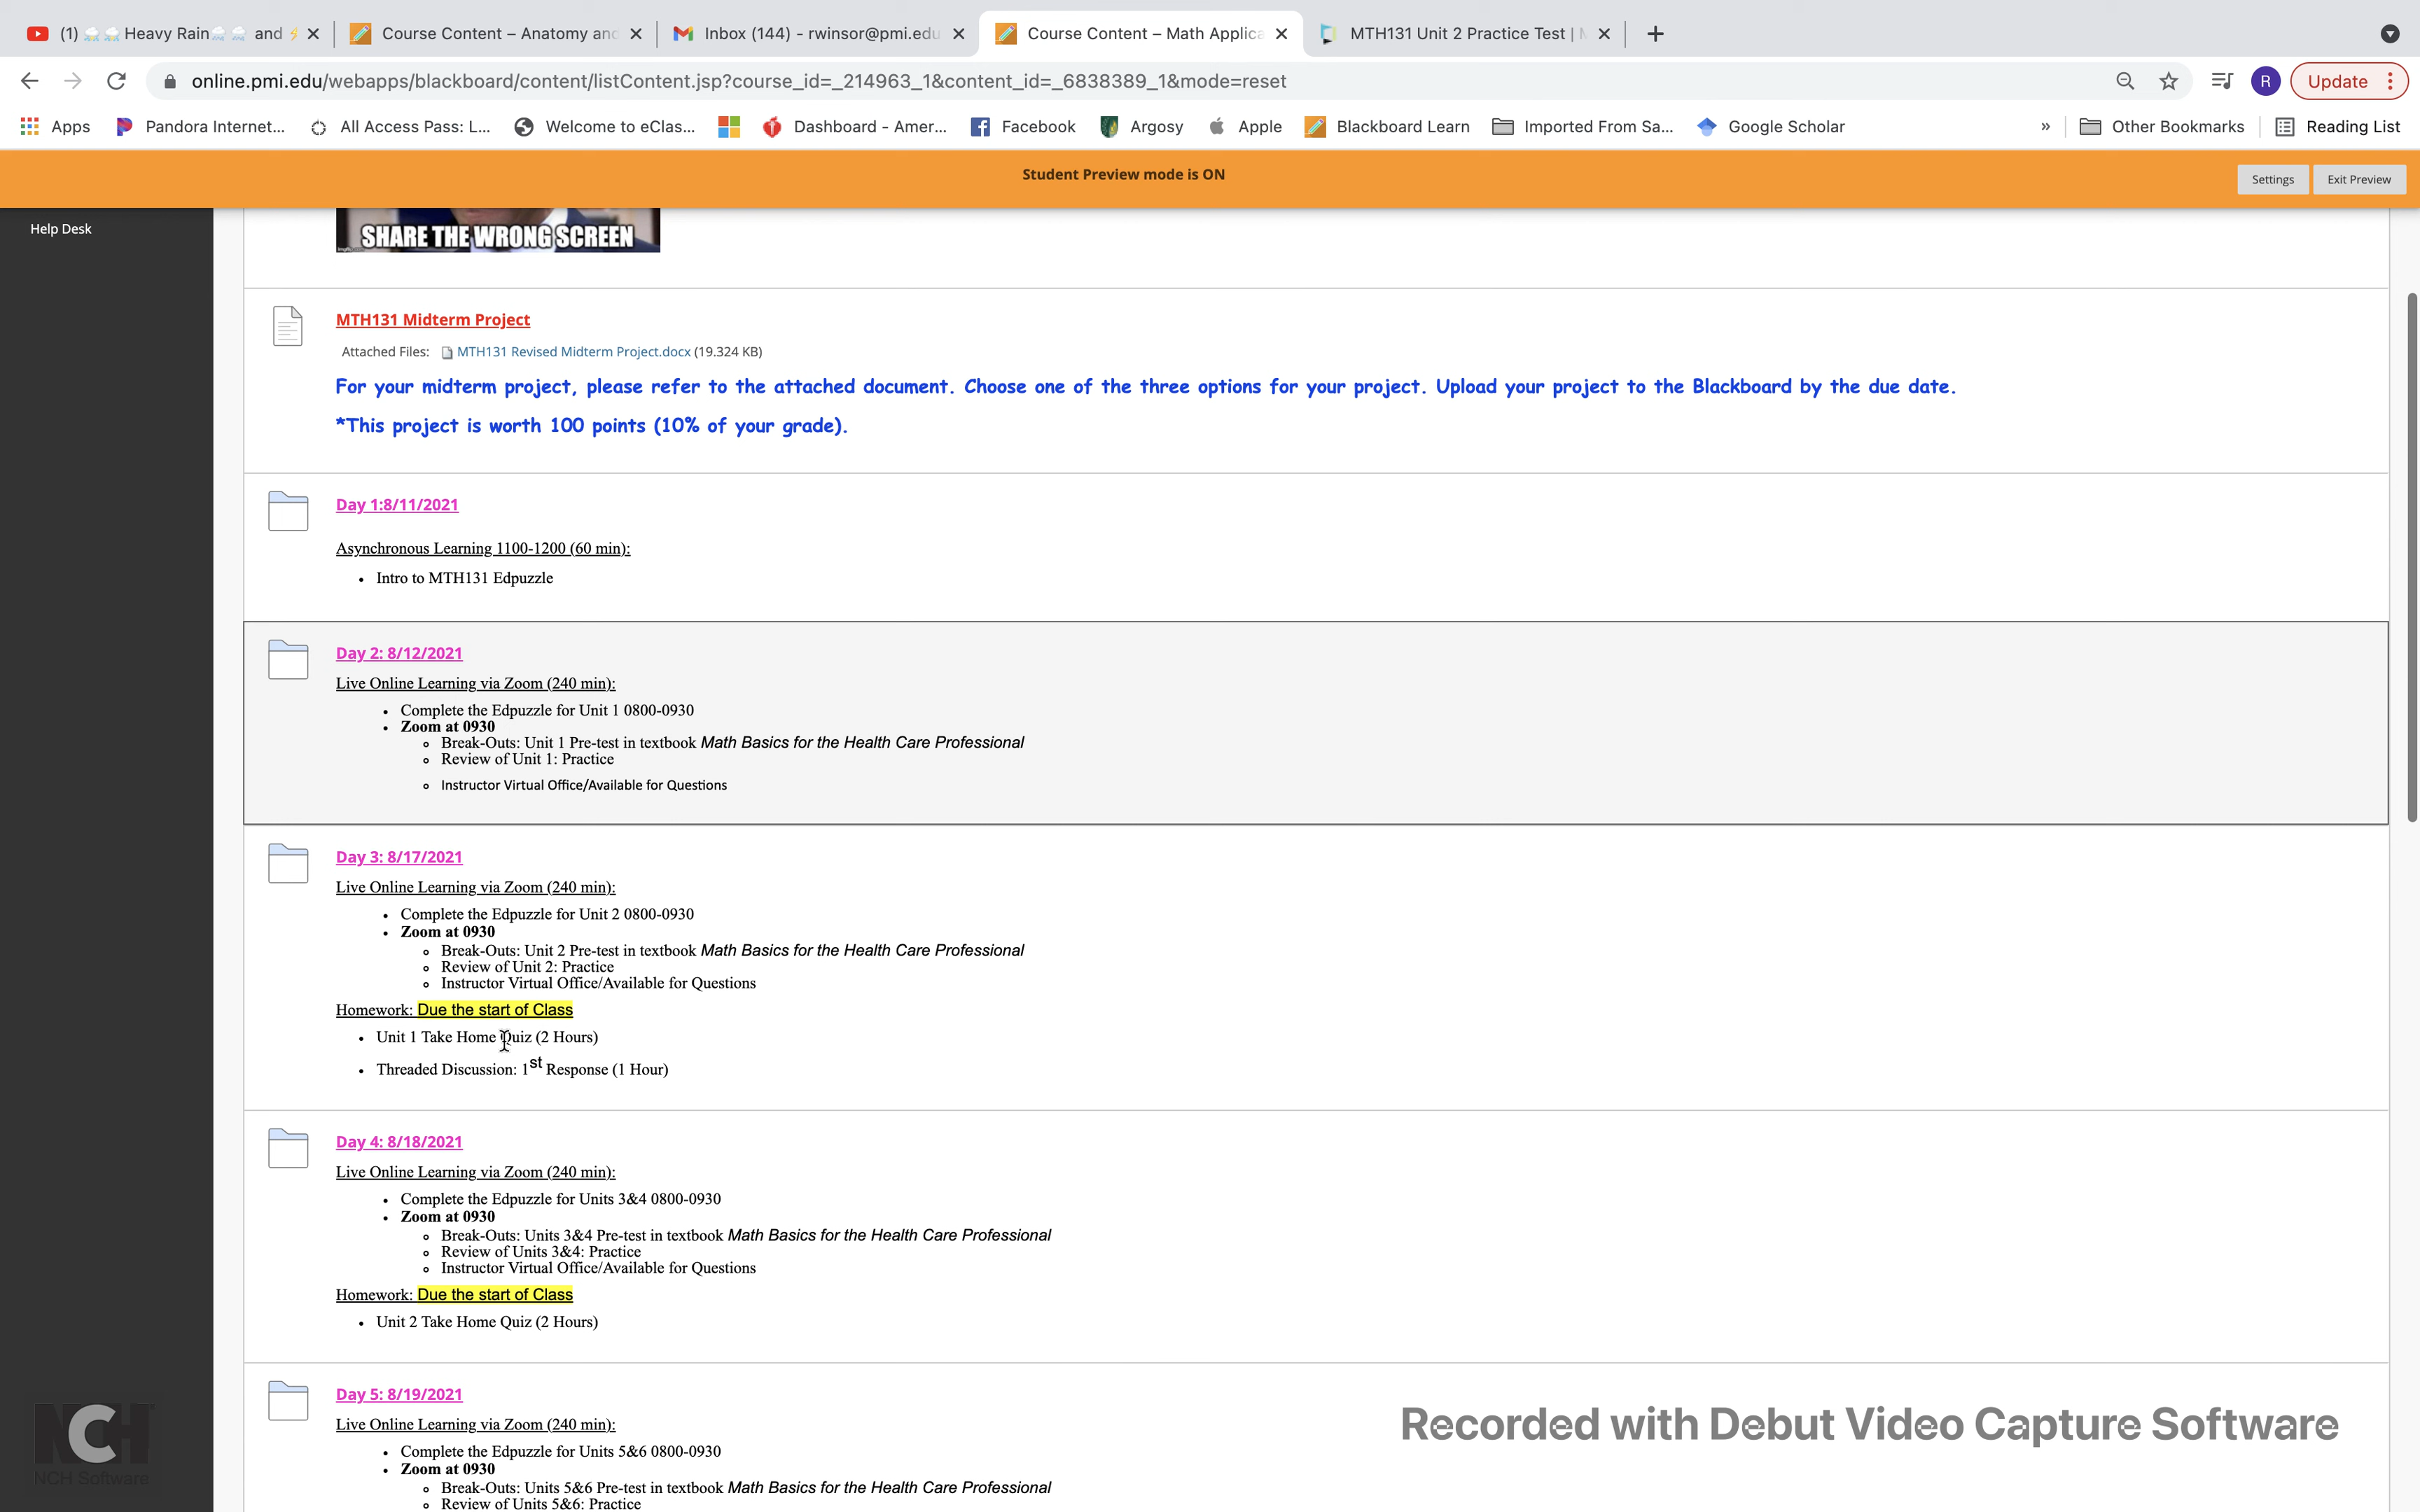 (1) Heavy Rain and
Course Content – Anatomy and
Inbox (144) - rwinsor@pmi.edu
Course Content – Math Applica
MTH131 Unit 2 Practice Test |
online.pmi.edu/webapps/blackboard/content/listContent.jsp?course_id=_214963_1&content_id=_6838389_1&mode=reset
R
Update
Apps
Pandora Internet...
All Access Pass: L...
Welcome to eClas...
Dashboard - Amer...
Facebook
Argosy
Apple
Blackboard Learn
Imported From Sa...
Google Scholar
»
Other Bookmarks
Reading List
Student Preview mode is ON
Settings
Exit Preview
Help Desk
SHARE THE WRONG SCREEN
MTH131 Midterm Project
Attached Files: MTH131 Revised Midterm Project.docx (19.324 KB)
For your midterm project, please refer to the attached document. Choose one of the three options for your project. Upload your project to the Blackboard by the due date.
*This project is worth 100 points (10% of your grade).
Day 1:8/11/2021
Asynchronous Learning 1100-1200 (60 min):
• Intro to MTH131 Edpuzzle
Day 2: 8/12/2021
Live Online Learning via Zoom (240 min):
• Complete the Edpuzzle for Unit 1 0800-0930
• Zoom at 0930
o Break-Outs: Unit 1 Pre-test in textbook Math Basics for the Health Care Professional
o Review of Unit 1: Practice
o Instructor Virtual Office/Available for Questions
Day 3: 8/17/2021
Live Online Learning via Zoom (240 min):
• Complete the Edpuzzle for Unit 2 0800-0930
• Zoom at 0930
o Break-Outs: Unit 2 Pre-test in textbook Math Basics for the Health Care Professional
o Review of Unit 2: Practice
o Instructor Virtual Office/Available for Questions
Homework: Due the start of Class
• Unit 1 Take Home Quiz (2 Hours)
• Threaded Discussion: 1st Response (1 Hour)
Day 4: 8/18/2021
Live Online Learning via Zoom (240 min):
• Complete the Edpuzzle for Units 3&4 0800-0930
• Zoom at 0930
o Break-Outs: Units 3&4 Pre-test in textbook Math Basics for the Health Care Professional
o Review of Units 3&4: Practice
o Instructor Virtual Office/Available for Questions
Homework: Due the start of Class
• Unit 2 Take Home Quiz (2 Hours)
Day 5: 8/19/2021
Live Online Learning via Zoom (240 min):
• Complete the Edpuzzle for Units 5&6 0800-0930
• Zoom at 0930
o Break-Outs: Units 5&6 Pre-test in textbook Math Basics for the Health Care Professional
o Review of Units 5&6: Practice
NCH
NCH Software
Recorded with Debut Video Capture Software